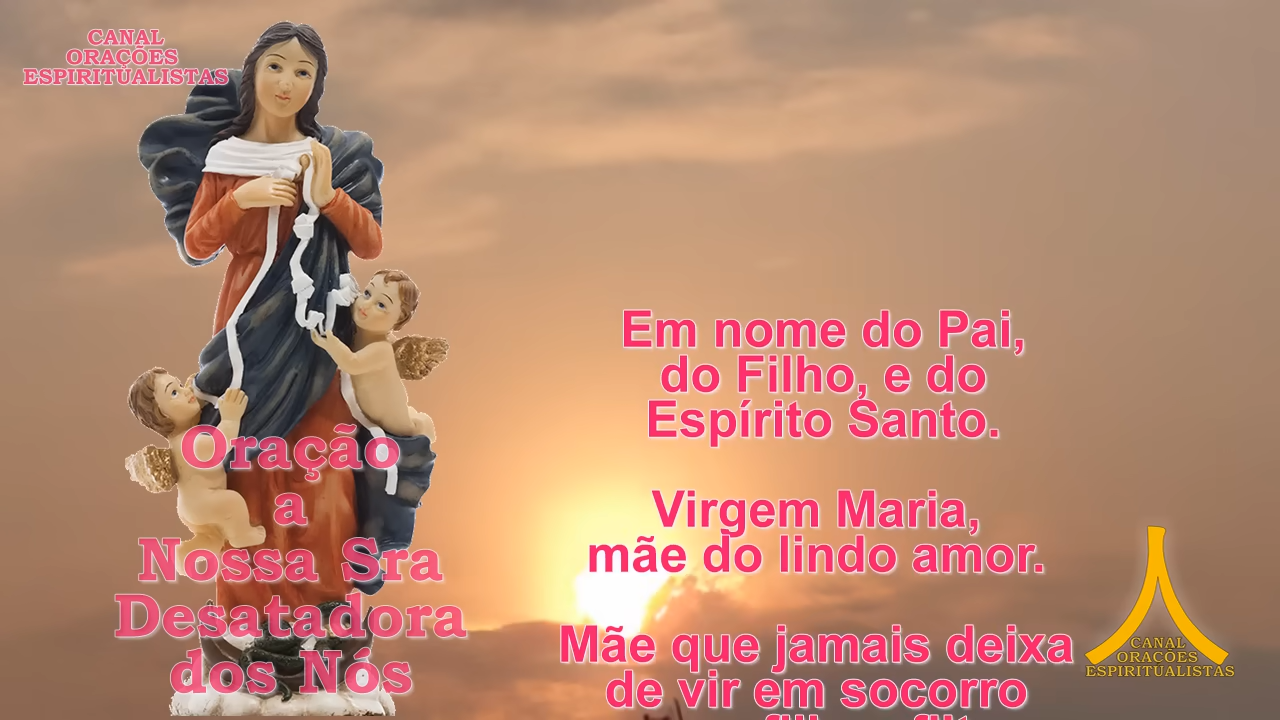 CANAL
ORAÇÕES
ESPIRITUALISTAS
Oração
a
Nossa Sra
Desatadora
dos Nós
Em nome do Pai,
do Filho, e do
Espírito Santo.
Virgem Maria,
mãe do lindo amor.
Mãe que jamais deixa
de vir em socorro
CANAL
ORAÇÕES
ESPIRITUALISTAS